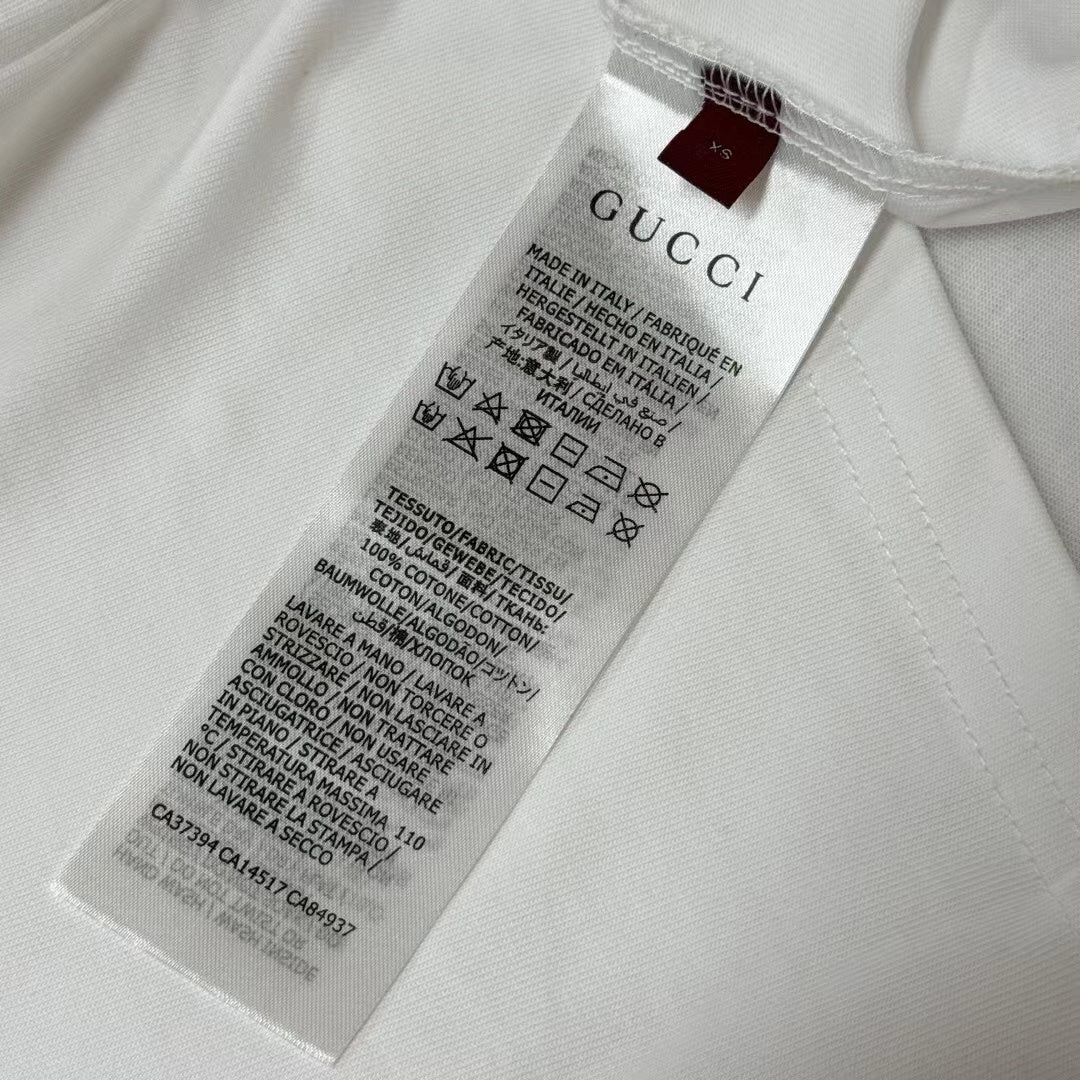 XS
GUCCI
MADE IN ITALY / FABRIQUÉ EN
ITALIE / HECHO EN ITALIA /
HERGESTELLT IN ITALIEN /
FABRICADO EM ITÁLIA /
イタリア製 / صنع في إيطاليا /
产地:意大利 / СДЕЛАНО В
ИТАЛИИ
TESSUTO/FABRIC/TISSU/
TEJIDO/GEWEBE/TECIDO/
表地/قماش/面料/ТКАНЬ:
100% COTONE/COTTON/
COTON/ALGODON/
BAUMWOLLE/ALGODÃO/コットン/
قطن/棉/ХЛОПОК
LAVARE A MANO / LAVARE A
ROVESCIO / NON TORCERE O
STRIZZARE / NON LASCIARE IN
AMMOLLO / NON TRATTARE
CON CLORO / NON USARE
ASCIUGATRICE / ASCIUGARE
IN PIANO / STIRARE A
TEMPERATURA MASSIMA 110
°C / STIRARE A ROVESCIO /
NON STIRARE LA STAMPA /
NON LAVARE A SECCO
CA37394 CA14517 CA84937